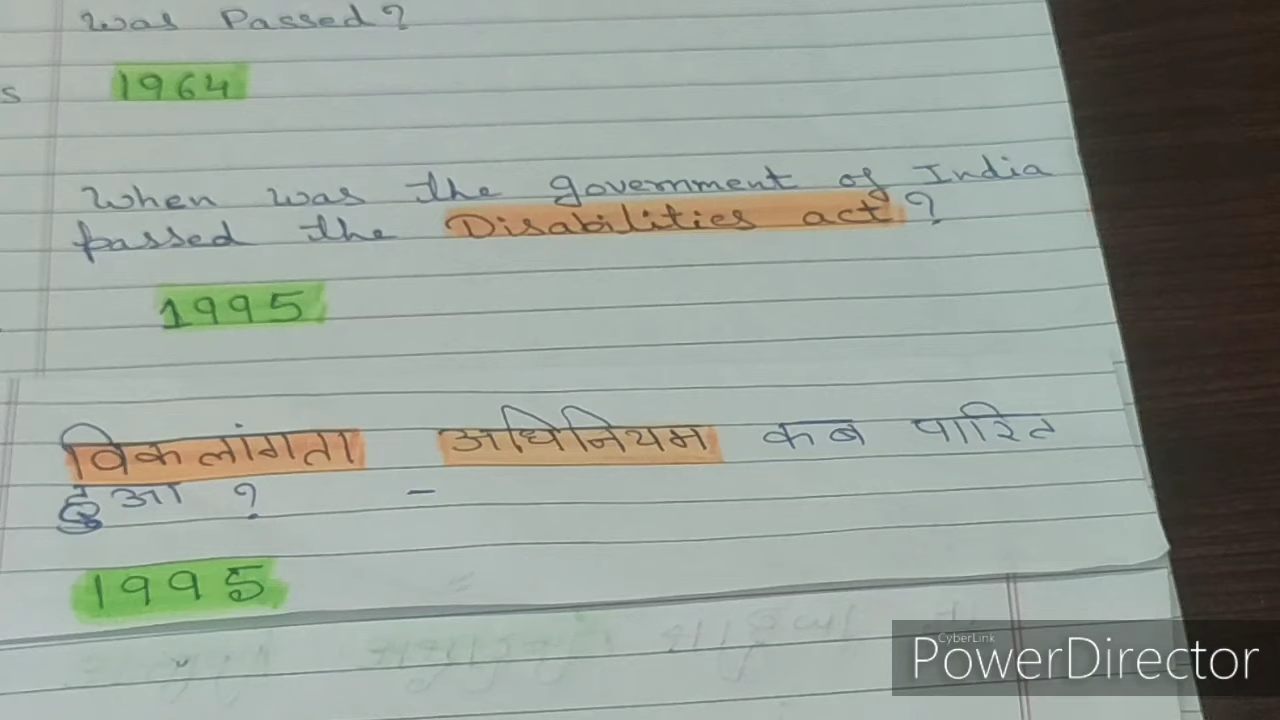 was Passed?
s
1964
When was the government of India
passed the Disabilities act?
1995
विकलांगता अधिनियम कब पारित
हुआ ? –
1995
CyberLink
PowerDirector